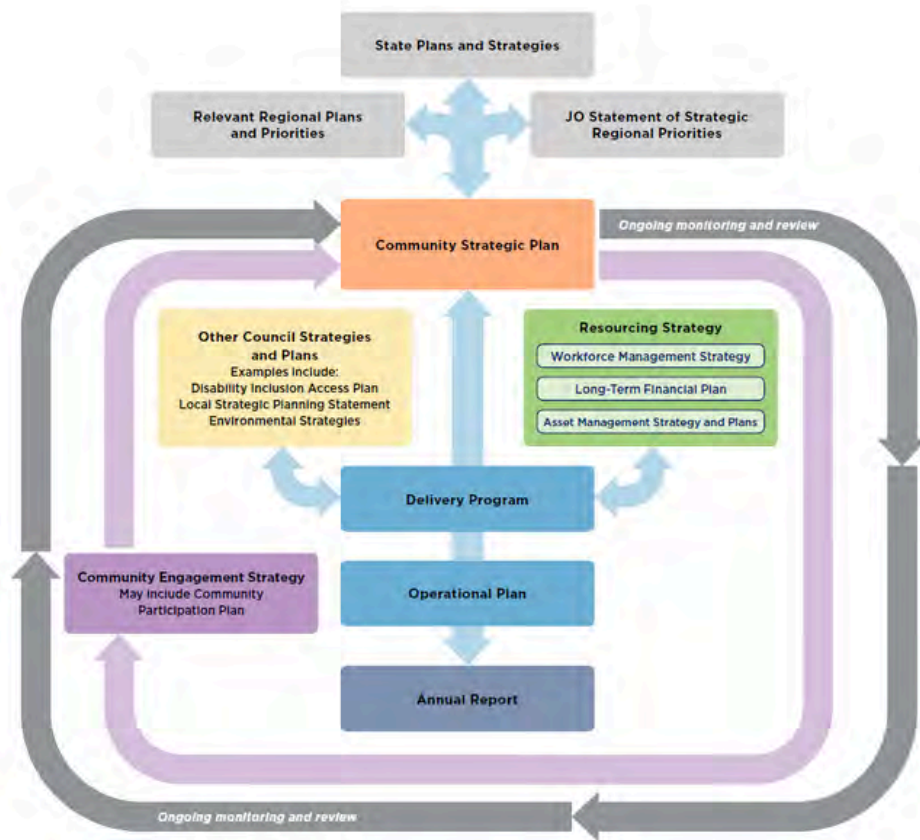 State Plans and Strategies
Relevant Regional Plans
and Priorities
JO Statement of Strategic
Regional Priorities
Community Strategic Plan
Ongoing monitoring and review
Other Council Strategies
and Plans
Examples Include:
Disability Inclusion Access Plan
Local Strategic Planning Statement
Environmental Strategies
Resourcing Strategy
Workforce Management Strategy
Long-Term Financial Plan
Asset Management Strategy and Plans
Delivery Program
Community Engagement Strategy
May Include Community
Participation Plan
Operational Plan
Annual Report
Ongoing monitoring and review